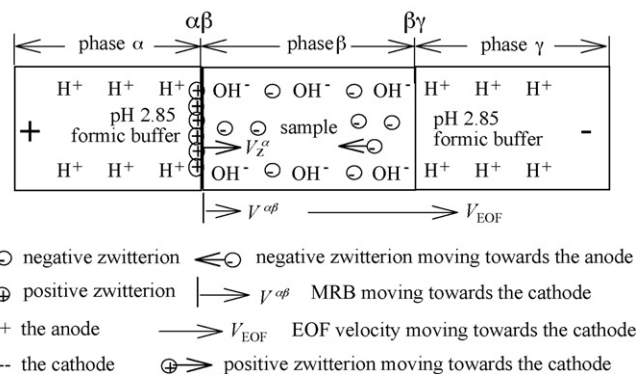 αβ βγ
phase α phase β phase γ
H⁺ H⁺ H⁺ OH⁻ OH⁻ OH⁻ H⁺ H⁺ H⁺
+ pH 2.85 formic buffer sample pH 2.85 formic buffer -
V_Z^α
H⁺ H⁺ H⁺ OH⁻ OH⁻ OH⁻ H⁺ H⁺ H⁺
V^αβ V_EOF
negative zwitterion negative zwitterion moving towards the anode
positive zwitterion V^αβ MRB moving towards the cathode
+ the anode V_EOF EOF velocity moving towards the cathode
-- the cathode positive zwitterion moving towards the cathode